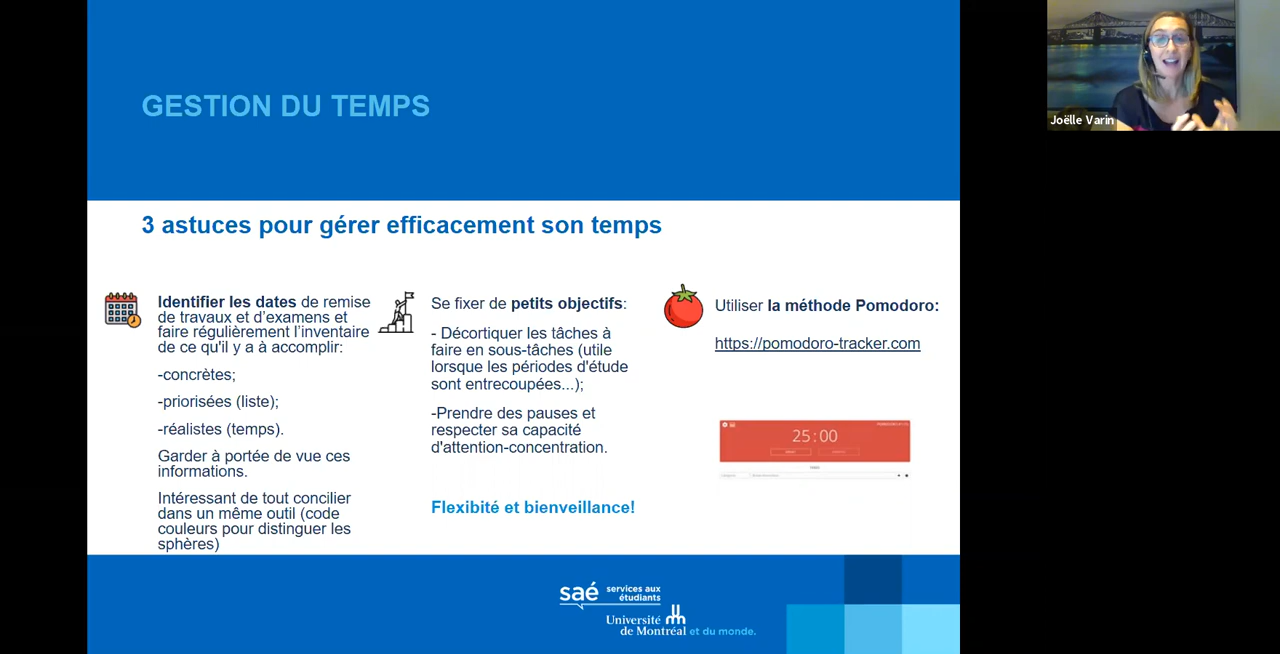 GESTION DU TEMPS
Joëlle Varin
3 astuces pour gérer efficacement son temps
Identifier les dates de remise
de travaux et d'examens et
faire régulièrement l'inventaire
de ce qu'il y a à accomplir:
-concrètes;
-priorisées (liste);
-réalistes (temps).
Garder à portée de vue ces
informations.
Intéressant de tout concilier
dans un même outil (code
couleurs pour distinguer les
sphères)
Se fixer de petits objectifs:
- Décortiquer les tâches à
faire en sous-tâches (utile
lorsque les périodes d'étude
sont entrecoupées...);
-Prendre des pauses et
respecter sa capacité
d'attention-concentration.
Flexibité et bienveillance!
Utiliser la méthode Pomodoro:
https://pomodoro-tracker.com
25:00
saé services aux
étudiants
Université
de Montréal et du monde.